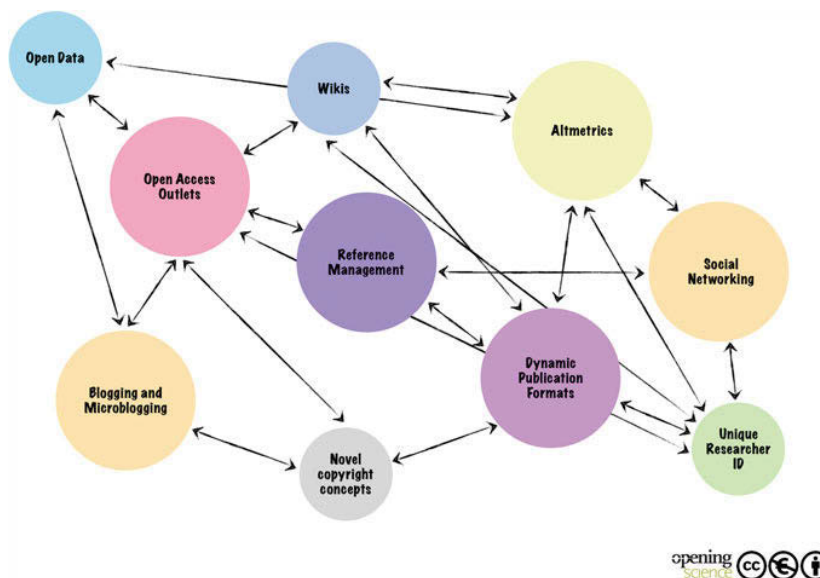 Open Data
Wikis
Altmetrics
Open Access
Outlets
Reference
Management
Social
Networking
Dynamic
Publication
Formats
Blogging and
Microblogging
Unique
Researcher
ID
Novel
copyright
concepts
opening
science
cc